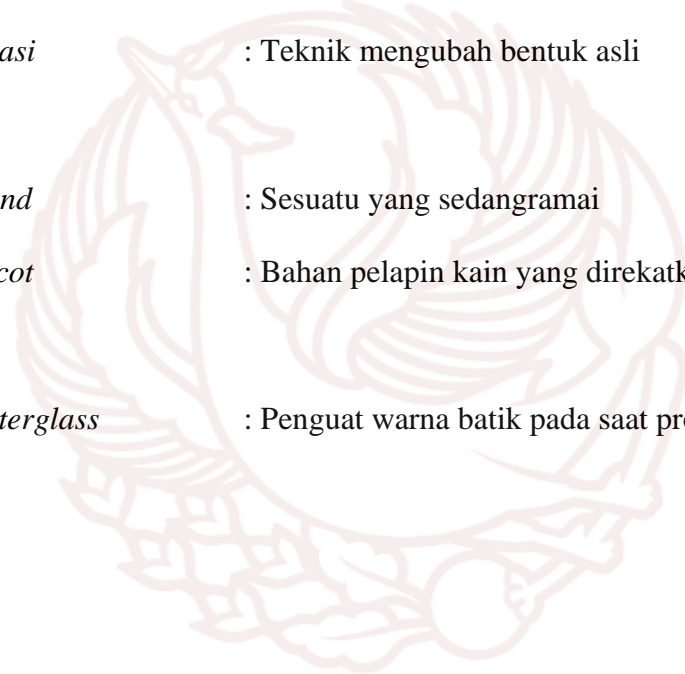 asi : Teknik mengubah bentuk asli
nd : Sesuatu yang sedangramai
cot : Bahan pelapin kain yang direkatk
terglass : Penguat warna batik pada saat pr